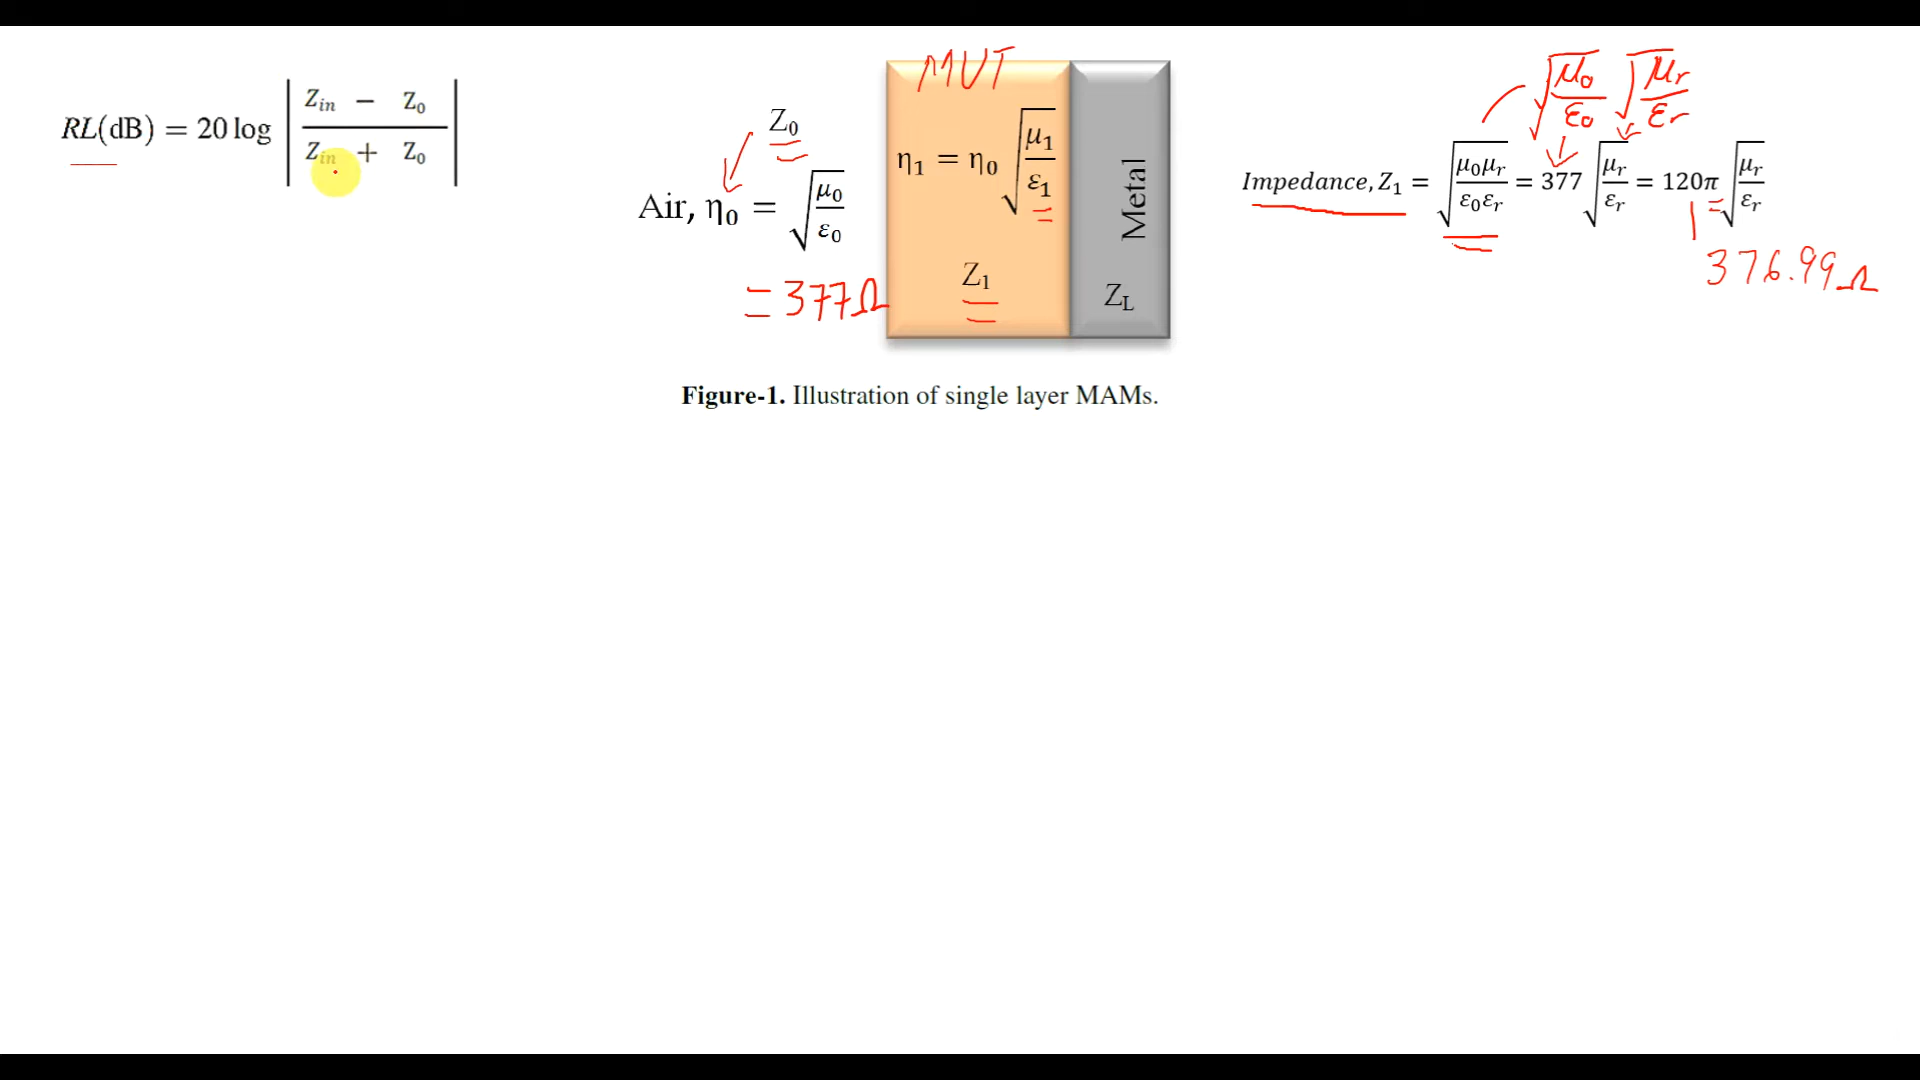 RL(dB) = 20 log | (Z_in − Z_0) / (Z_in + Z_0) |
Z_0
Air, η_0 = √(μ_0/ε_0)
= 377Ω
MUT
η_1 = η_0 √(μ_1/ε_1)
Z_1
Metal
Z_L
√(μ_0/ε_0) √(μ_r/ε_r)
Impedance, Z_1 = √(μ_0μ_r/ε_0ε_r) = 377 √(μ_r/ε_r) = 120π √(μ_r/ε_r)
376.99Ω
Figure-1. Illustration of single layer MAMs.